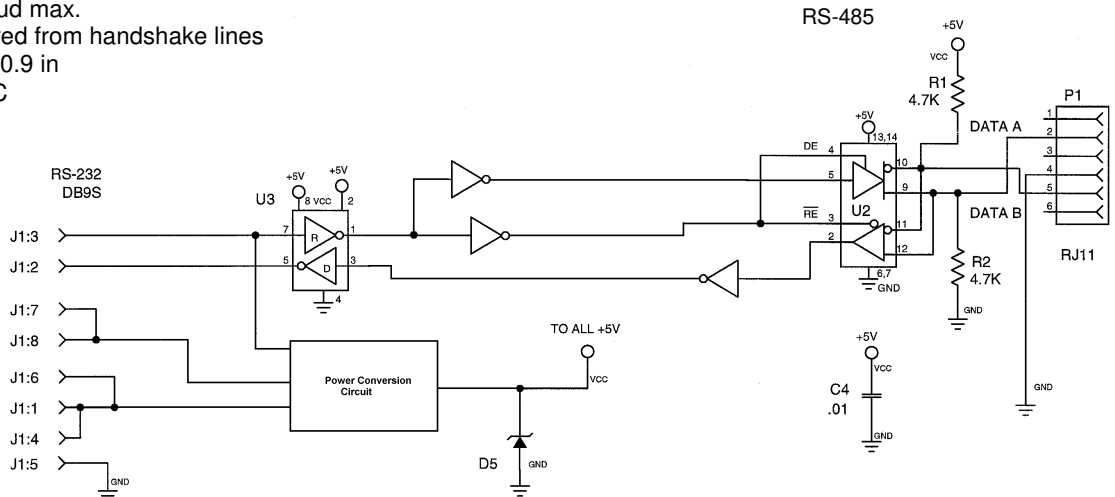 ud max.
ed from handshake lines
0.9 in
C
RS-485
+5V
VCC
R1
4.7K
P1
DATA A
1
2
3
4
5
6
DATA B
RJ11
+5V
13,14
DE 4
10
5
9
U2
RE 3
11
2
12
6,7
GND
R2
4.7K
GND
GND
RS-232
DB9S
U3
+5V
+5V
8 VCC 2
J1:3
7
R
1
J1:2
5
D
3
4
J1:7
J1:8
J1:6
J1:1
J1:4
J1:5
GND
Power Conversion
Circuit
TO ALL +5V
VCC
D5
GND
+5V
VCC
C4
.01
GND